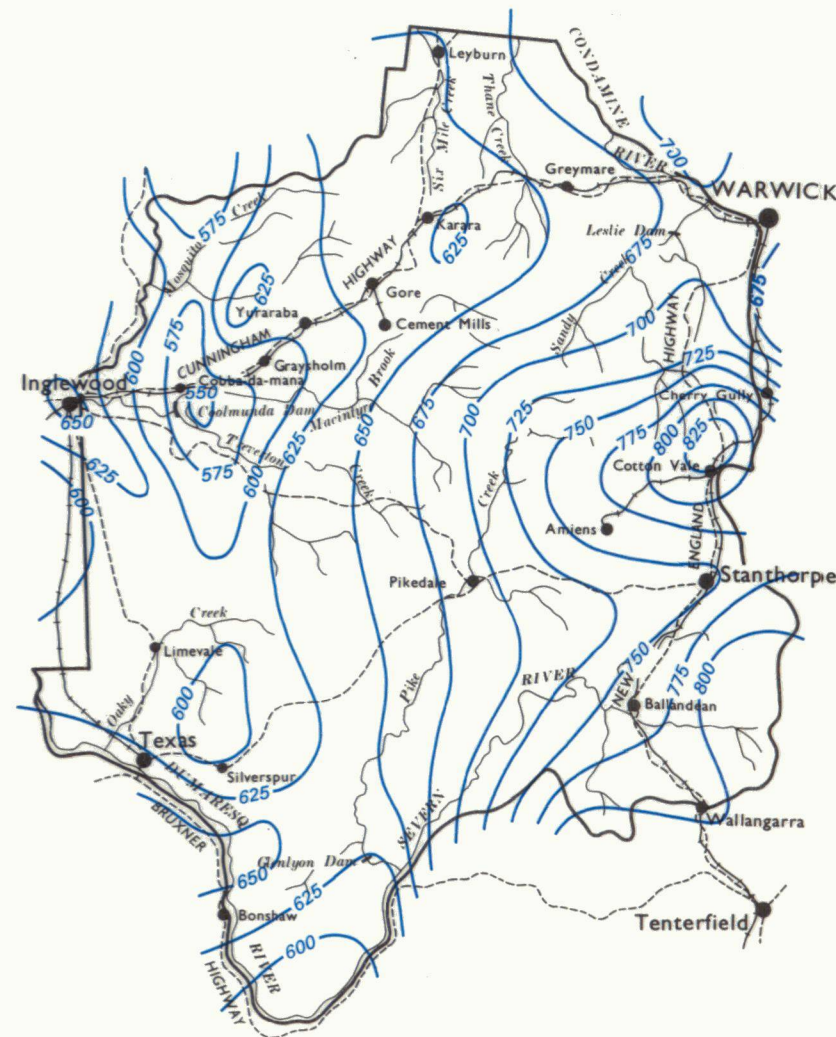 Leyburn
CONDAMINE
RIVER
Thane
Creek
Six Mile Creek
700
Greymare
WARWICK
575
Mosquito Creek
Karara
625
Leslie Dam
675
675
HIGHWAY
Creek
625
Gore
Sandy
700
HIGHWAY
Yuraraba
Cement Mills
575
600
CUNNINGHAM
Graysholm
Brook
725
Inglewood
Cobba-da-mana
550
625
650
675
700
725
Cherry Gully
650
Coolmunda Dam
Macintyre
750
775
800
825
Treverton
575
600
Creek
Creek
Cotton Vale
625
600
Amiens
ENGLAND
Pikedale
Stanthorpe
Creek
Limevale
Pike
RIVER
750
775
800
NEW
600
Oaky
Ballandean
Texas
DUMARESQ
Silverspur
625
BRUXNER
SEVERN
Wallangarra
Glenlyon Dam
650
625
Bonshaw
Tenterfield
600
RIVER
HIGHWAY